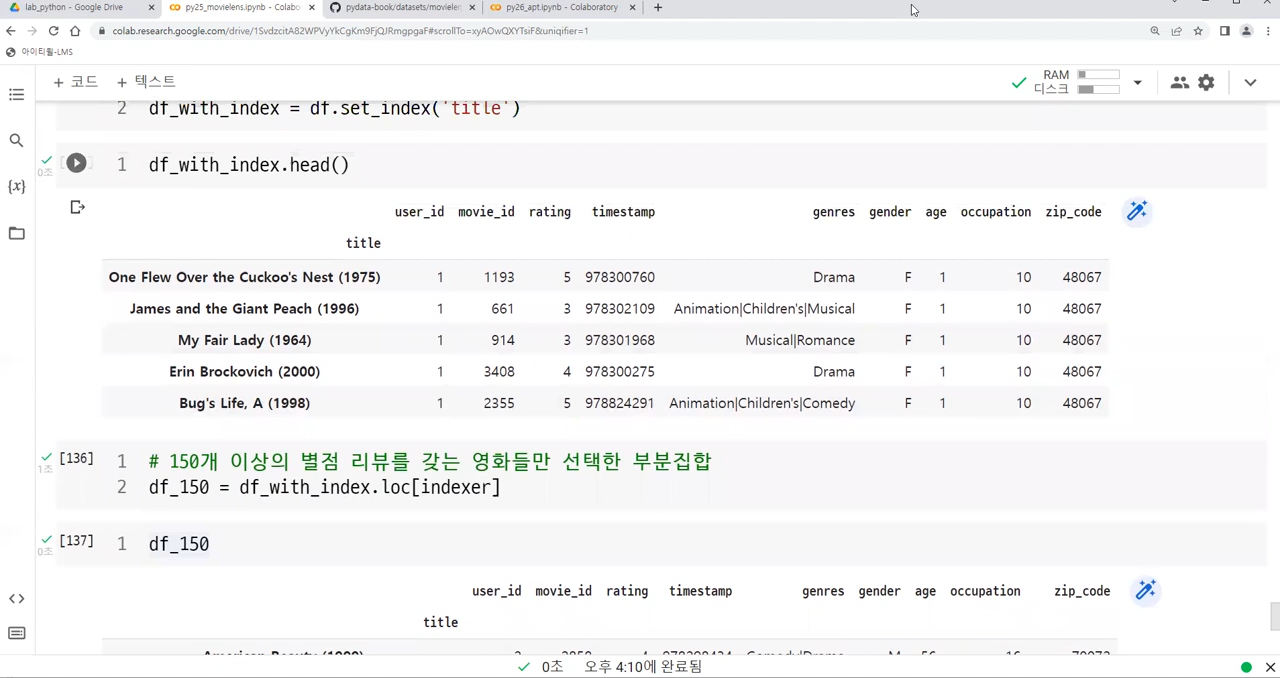 lab_python - Google Drive
py25_movielens.ipynb - Colabo
pydata-book/datasets/movielen
py26_apt.ipynb - Colaboratory
colab.research.google.com/drive/1SvdzcitA82WPVyYkCgKm9FjQJRmgpgaF#scrollTo=xyAOwQXYTsiF&uniqifier=1
아이티윌-LMS
+ 코드 + 텍스트
RAM
디스크
2 df_with_index = df.set_index('title')
1 df_with_index.head()
0초
user_id movie_id rating timestamp genres gender age occupation zip_code
title
One Flew Over the Cuckoo's Nest (1975) 1 1193 5 978300760 Drama F 1 10 48067
James and the Giant Peach (1996) 1 661 3 978302109 Animation|Children's|Musical F 1 10 48067
My Fair Lady (1964) 1 914 3 978301968 Musical|Romance F 1 10 48067
Erin Brockovich (2000) 1 3408 4 978300275 Drama F 1 10 48067
Bug's Life, A (1998) 1 2355 5 978824291 Animation|Children's|Comedy F 1 10 48067
[136] 1 # 150개 이상의 별점 리뷰를 갖는 영화들만 선택한 부분집합
1초
2 df_150 = df_with_index.loc[indexer]
[137] 1 df_150
0초
user_id movie_id rating timestamp genres gender age occupation zip_code
title
0초 오후 4:10에 완료됨